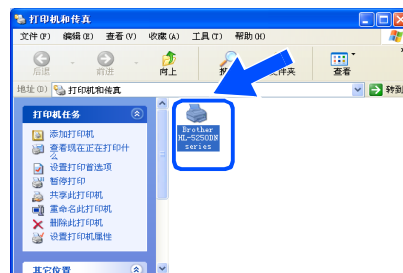 打印机和传真
文件(F) 编辑(E) 查看(V) 收藏(A) 工具(T) 帮助(H)
后退 前进 向上 查看
地址(D) 打印机和传真 转到
打印机任务
添加打印机
查看现在正在打印什
么
设置打印首选项
暂停打印
共享此打印机
重命名此打印机
删除此打印机
设置打印机属性
其它位置
Brother
HL-5250DN
series